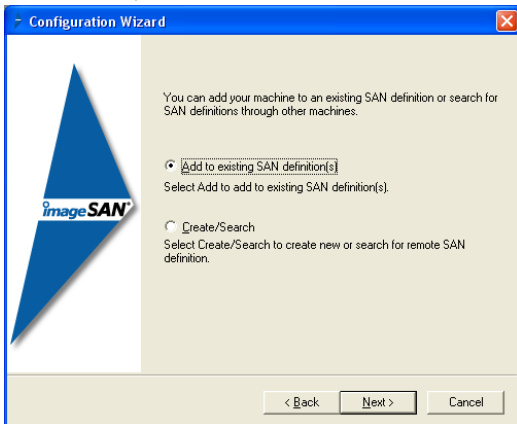 Configuration Wizard
You can add your machine to an existing SAN definition or search for
SAN definitions through other machines.
Add to existing SAN definition(s)
Select Add to add to existing SAN definition(s).
imageSAN
Create/Search
Select Create/Search to create new or search for remote SAN
definition.
< Back
Next >
Cancel